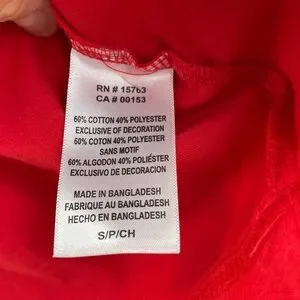 RN # 15763
CA # 00153
60% COTTON 40% POLYESTER
EXCLUSIVE OF DECORATION
60% COTON 40% POLYESTER
SANS MOTIF
60% ALGODON 40% POLIÉSTER
EXCLUSIVO DE DECORACION
MADE IN BANGLADESH
FABRIQUE AU BANGLADESH
HECHO EN BANGLADESH
S/P/CH